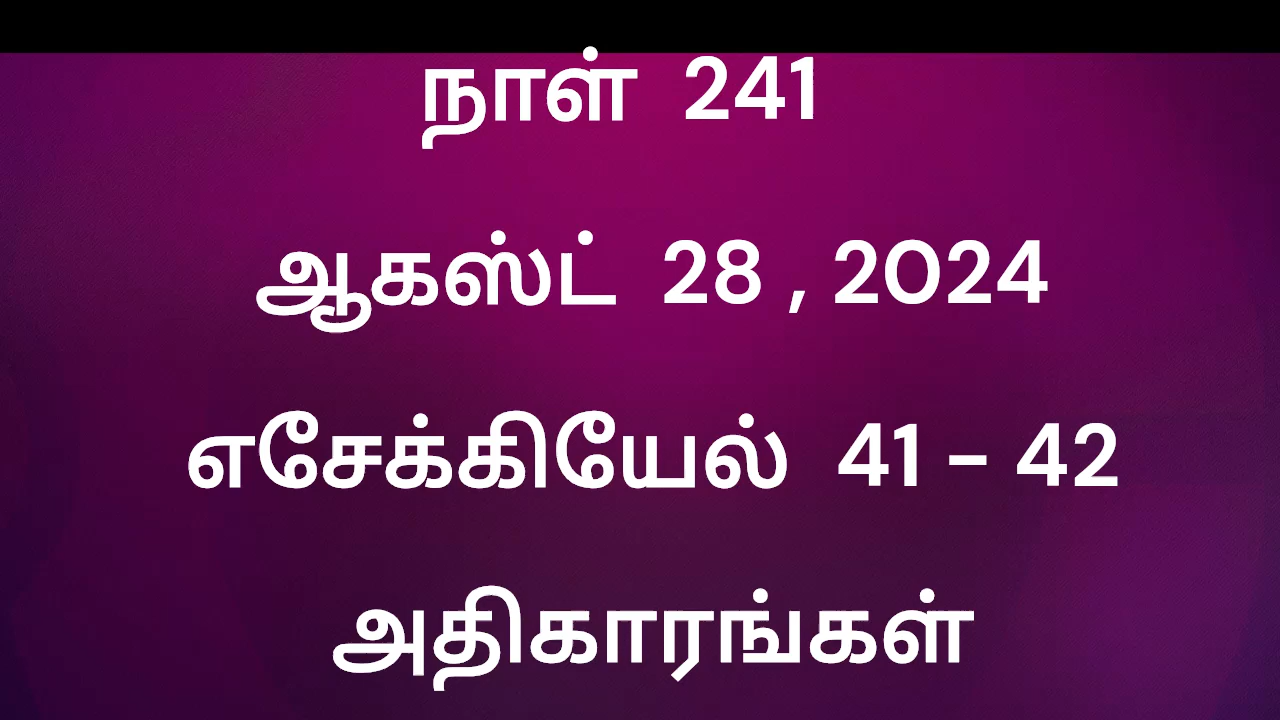 நாள் 241
ஆகஸ்ட் 28 , 2024
எசேக்கியேல் 41 - 42
அதிகாரங்கள்